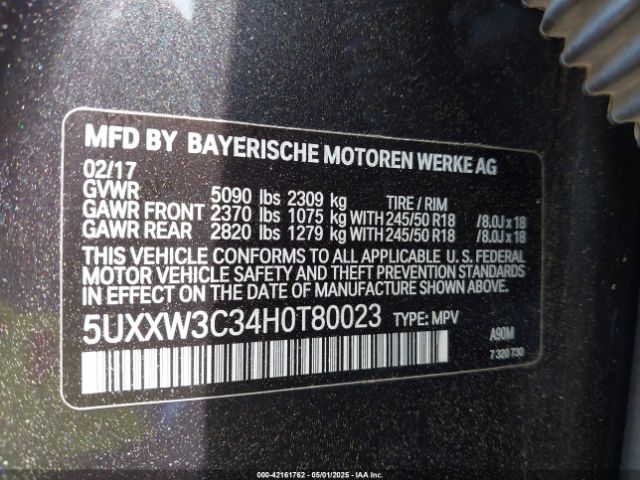 MFD BY BAYERISCHE MOTOREN WERKE AG
02/17
GVWR 5090 lbs 2309 kg TIRE / RIM
GAWR FRONT 2370 lbs 1075 kg WITH 245/50 R18 /8.0J x 18
GAWR REAR 2820 lbs 1279 kg WITH 245/50 R18 /8.0J x 18
THIS VEHICLE CONFORMS TO ALL APPLICABLE U. S. FEDERAL
MOTOR VEHICLE SAFETY AND THEFT PREVENTION STANDARDS
IN EFFECT ON THE DATE OF MANUFACTURE SHOWN ABOVE.
5UXXW3C34H0T80023 TYPE: MPV
A90M
7 320 730
000-42161762 - 05/01/2025 - IAAI, Inc.